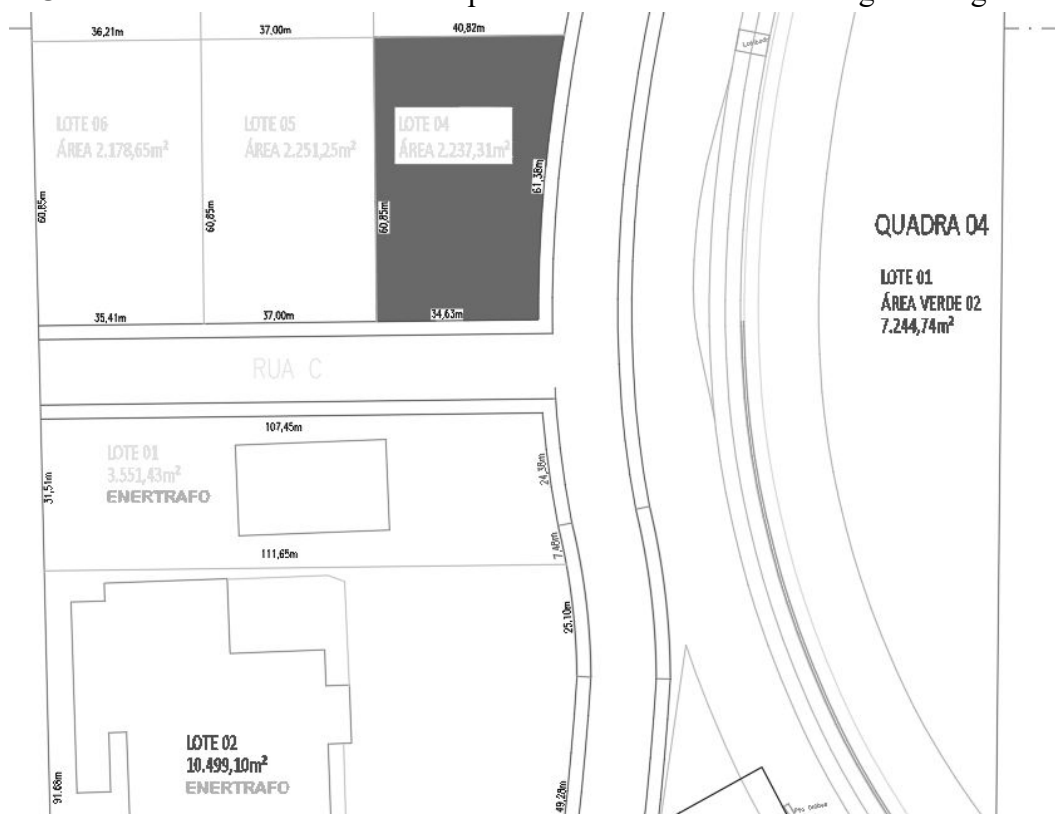 36,21m
37,00m
40,82m
LOTE 06
ÁREA 2.178,65m²
LOTE 05
ÁREA 2.251,25m²
LOTE 04
ÁREA 2.237,31m²
60,85m
60,85m
60,85m
61,38m
35,41m
37,00m
34,63m
QUADRA 04
LOTE 01
ÁREA VERDE 02
7.244,74m²
RUA C
107,45m
LOTE 01
3.551,43m²
ENERTRAFO
31,51m
24,38m
7,48m
111,65m
25,10m
LOTE 02
10.499,10m²
ENERTRAFO
91,68m
49,28m